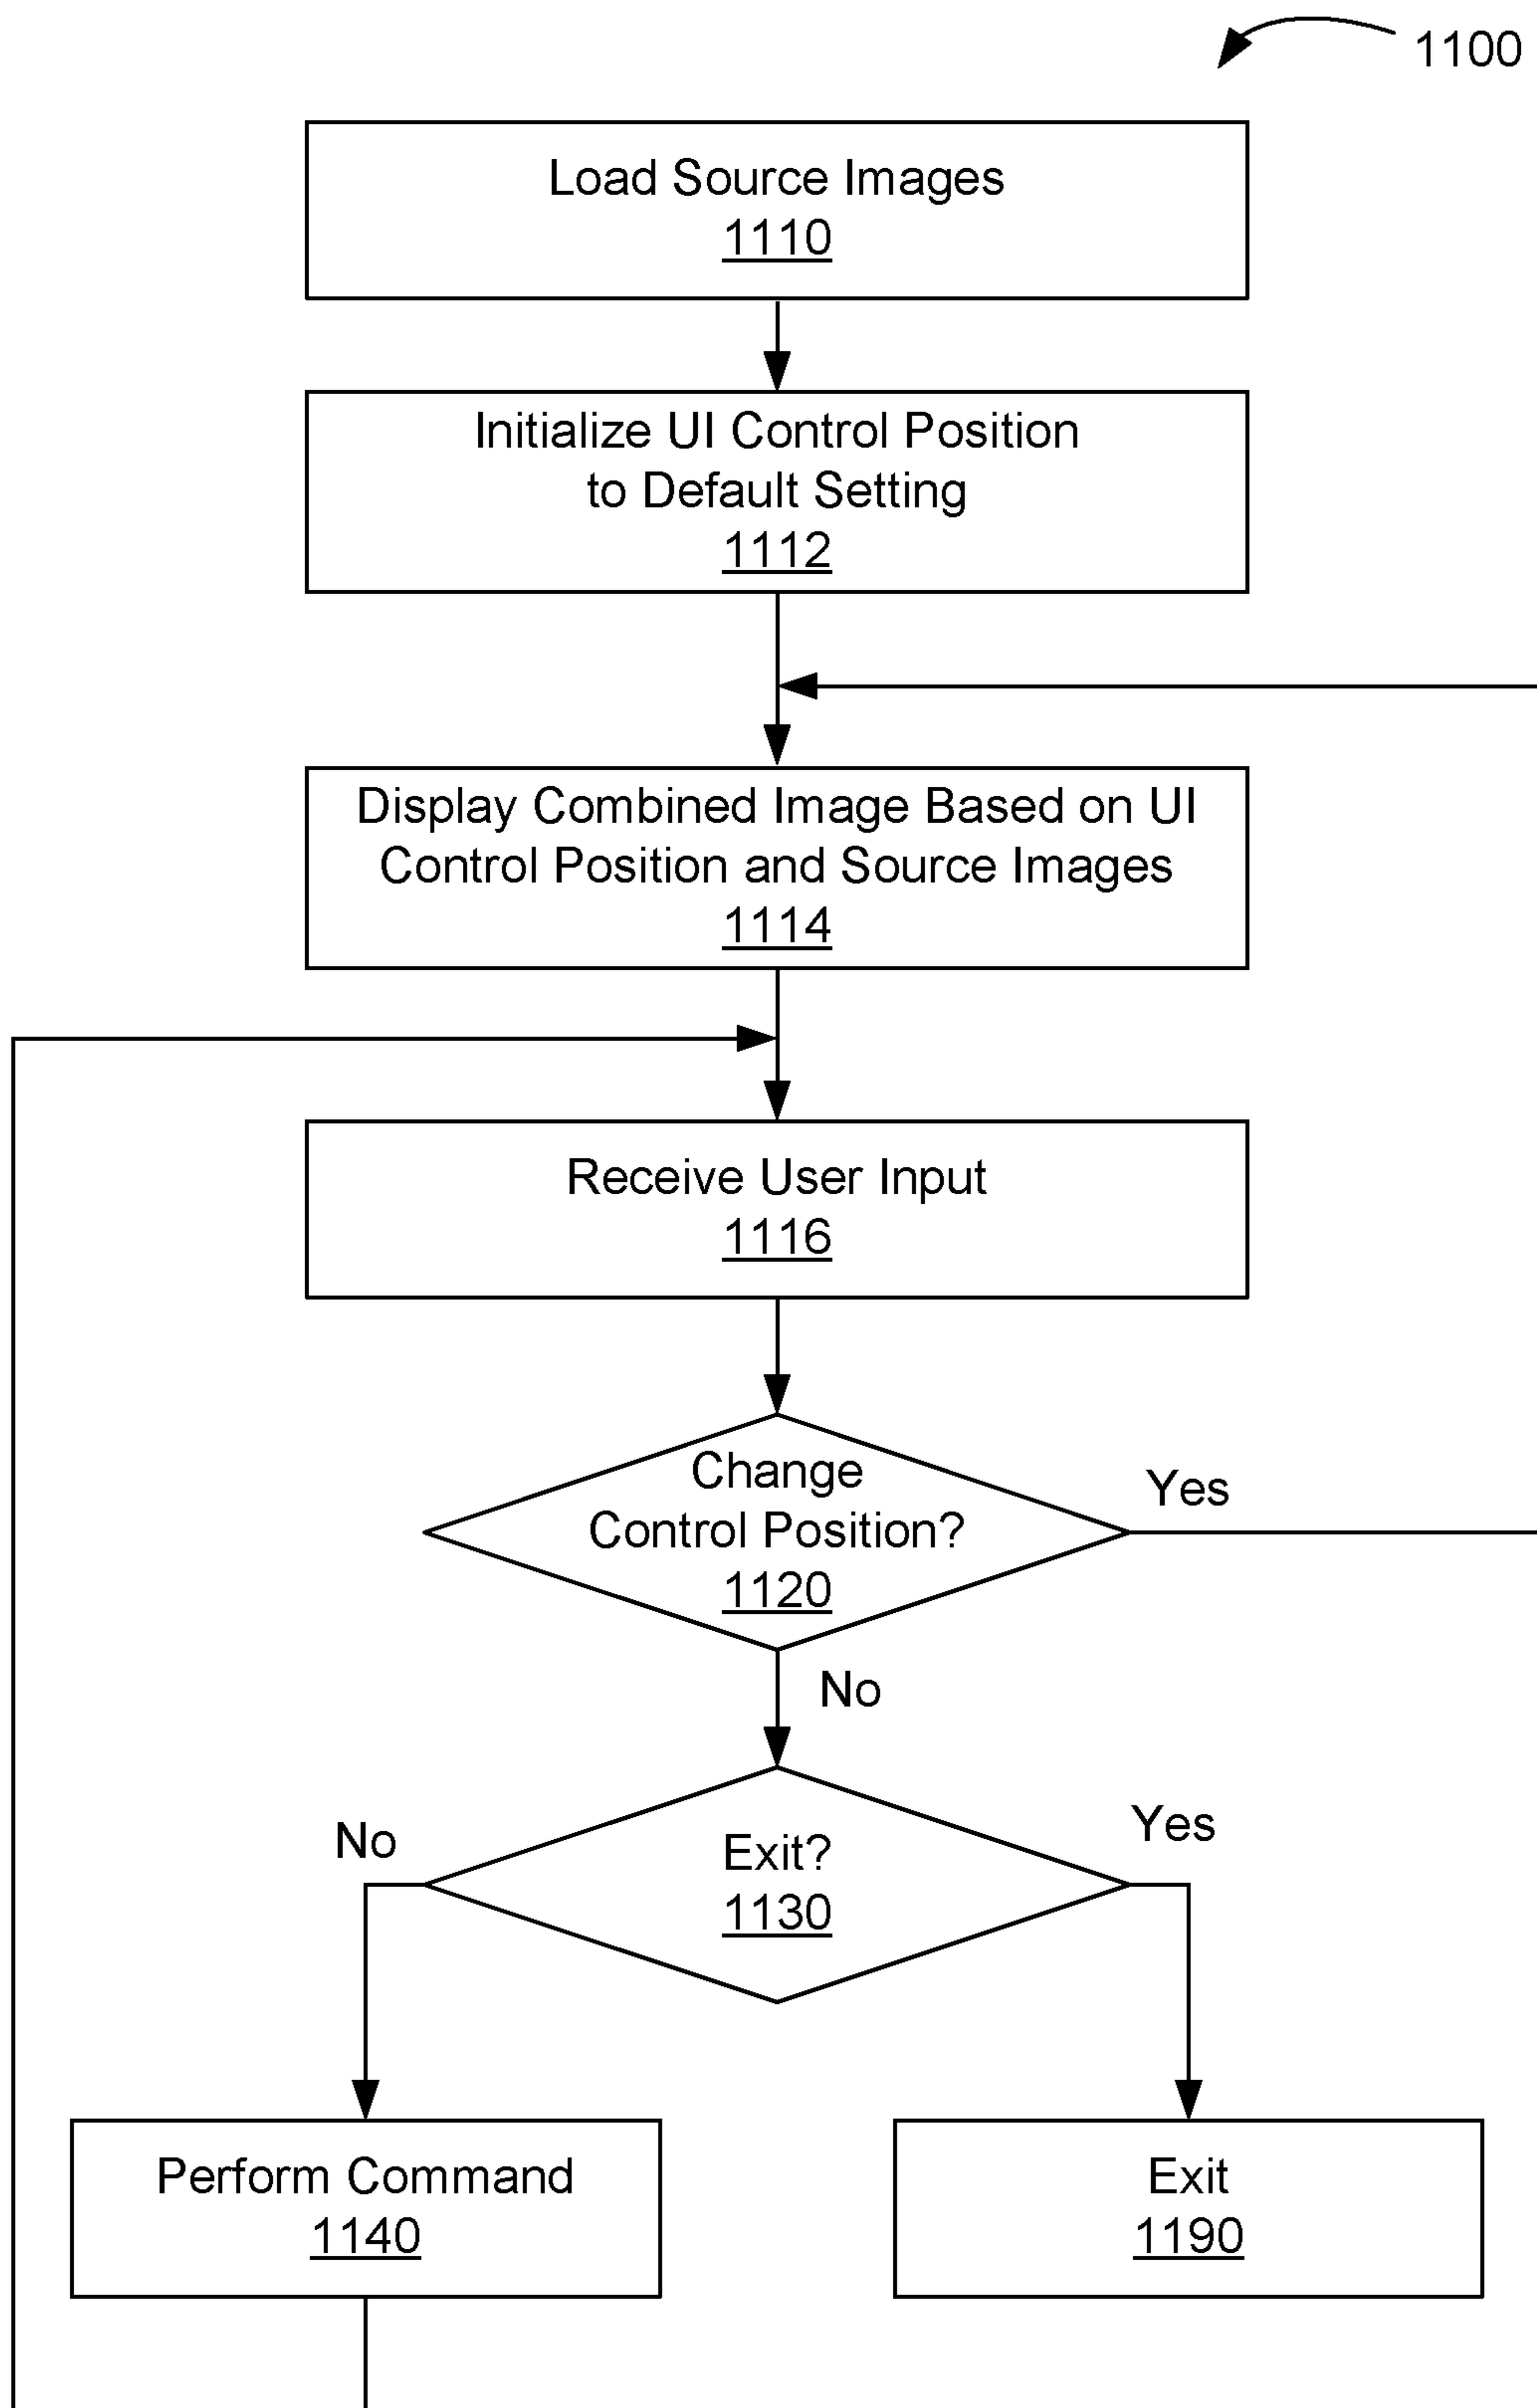 1100
Load Source Images
1110
Initialize UI Control Position
to Default Setting
1112
Display Combined Image Based on UI
Control Position and Source Images
1114
Receive User Input
1116
Change
Control Position?
1120
Yes
No
Exit?
1130
No
Yes
Perform Command
1140
Exit
1190